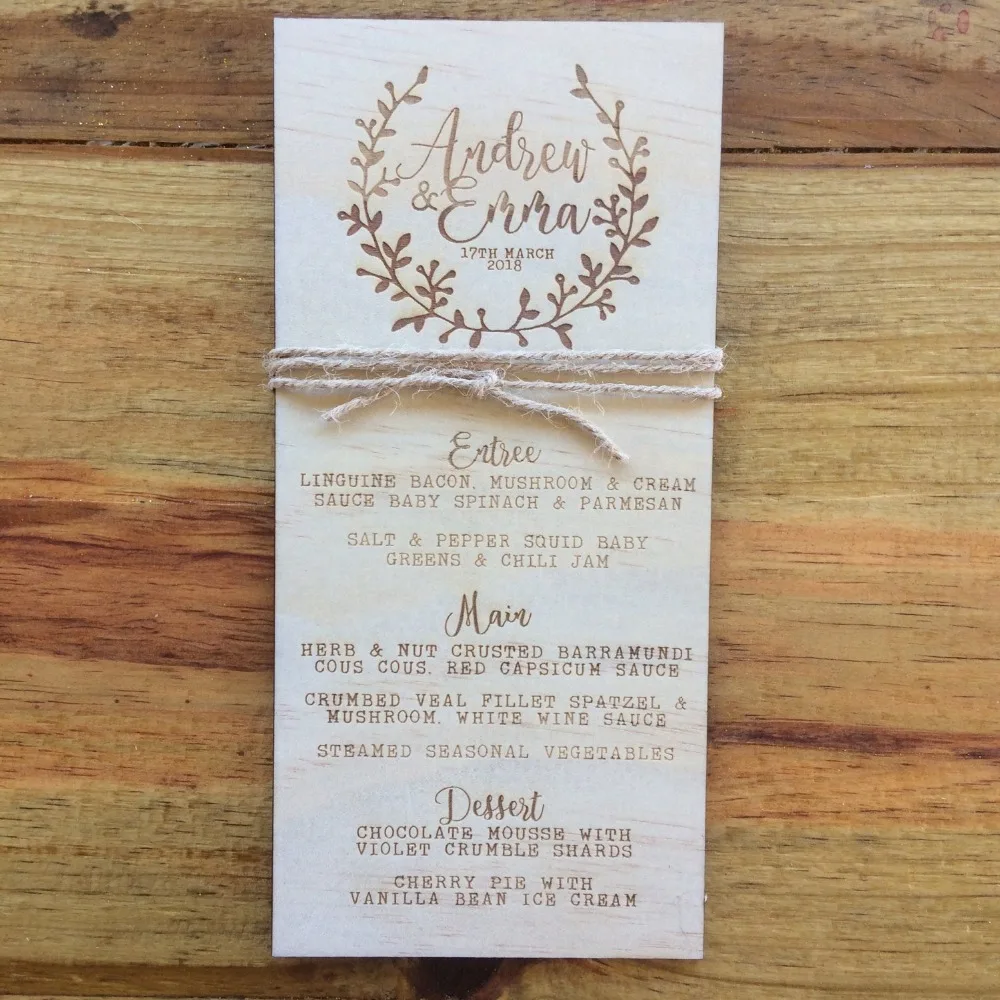 Andrew
& Emma
17TH MARCH
2018
Entree
LINGUINE BACON, MUSHROOM & CREAM
SAUCE BABY SPINACH & PARMESAN
SALT & PEPPER SQUID BABY
GREENS & CHILI JAM
Main
HERB & NUT CRUSTED BARRAMUNDI
COUS COUS, RED CAPSICUM SAUCE
CRUMBED VEAL FILLET SPATZEL &
MUSHROOM, WHITE WINE SAUCE
STEAMED SEASONAL VEGETABLES
Dessert
CHOCOLATE MOUSSE WITH
VIOLET CRUMBLE SHARDS
CHERRY PIE WITH
VANILLA BEAN ICE CREAM